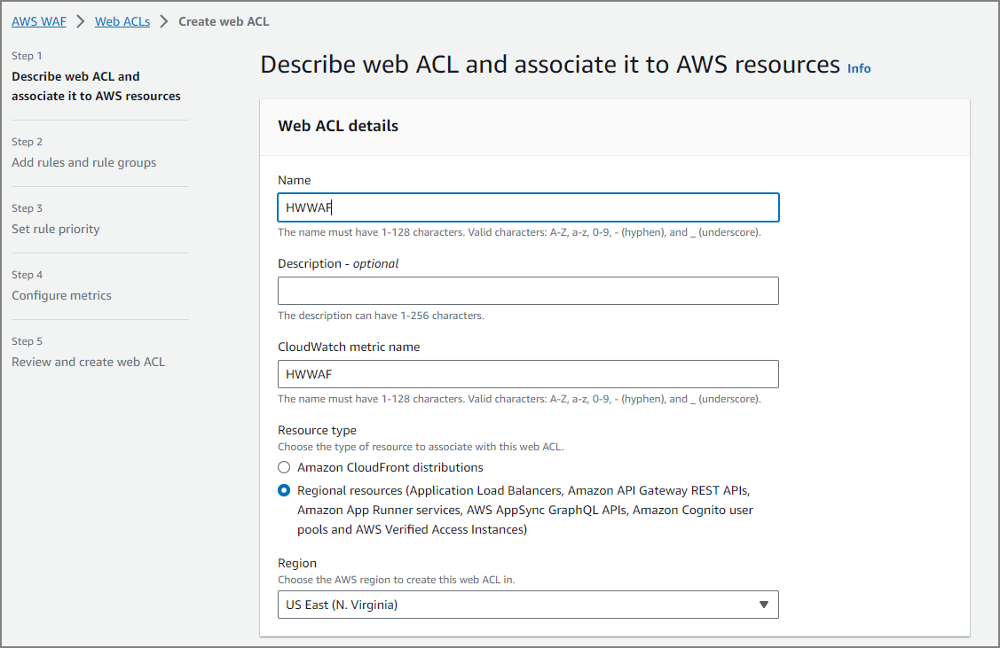 AWS WAF > Web ACLs > Create web ACL
Step 1
Describe web ACL and
associate it to AWS resources
Step 2
Add rules and rule groups
Step 3
Set rule priority
Step 4
Configure metrics
Step 5
Review and create web ACL
Describe web ACL and associate it to AWS resources Info
Web ACL details
Name
HWWAF
The name must have 1-128 characters. Valid characters: A-Z, a-z, 0-9, - (hyphen), and _ (underscore).
Description - optional
The description can have 1-256 characters.
CloudWatch metric name
HWWAF
The name must have 1-128 characters. Valid characters: A-Z, a-z, 0-9, - (hyphen), and _ (underscore).
Resource type
Choose the type of resource to associate with this web ACL.
Amazon CloudFront distributions
Regional resources (Application Load Balancers, Amazon API Gateway REST APIs,
Amazon App Runner services, AWS AppSync GraphQL APIs, Amazon Cognito user
pools and AWS Verified Access Instances)
Region
Choose the AWS region to create this web ACL in.
US East (N. Virginia)